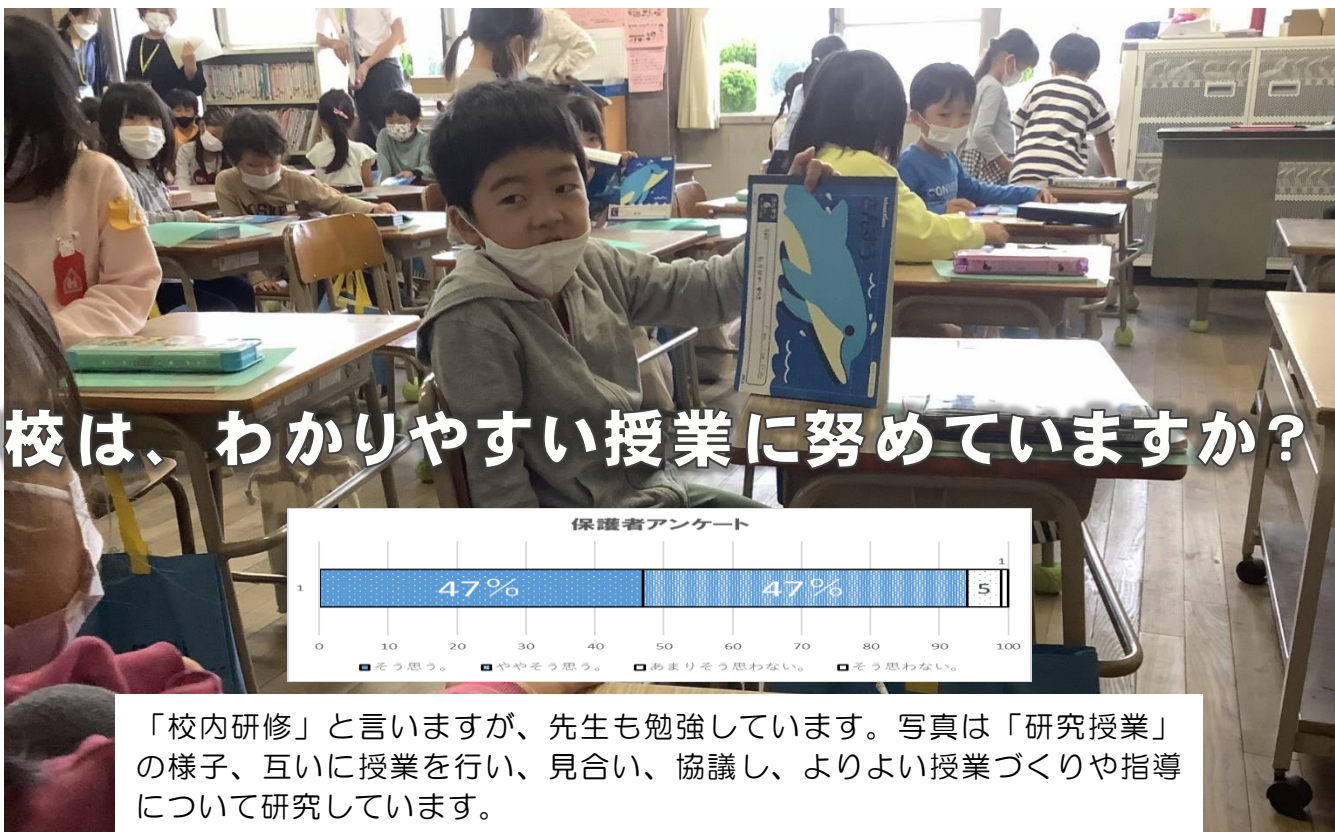 さんすう
校は、わかりやすい授業に努めていますか?
保護者アンケート
1
1 47% 47% 5
0 10 20 30 40 50 60 70 80 90 100
そう思う。 ややそう思う。 あまりそう思わない。 そう思わない。
「校内研修」と言いますが、先生も勉強しています。写真は「研究授業」
の様子、互いに授業を行い、見合い、協議し、よりよい授業づくりや指導
について研究しています。